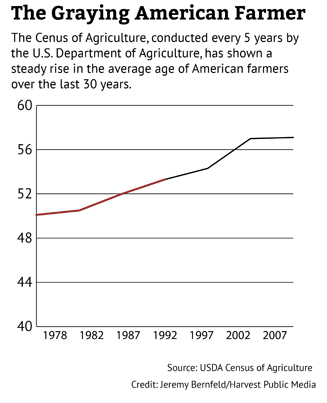 The Graying American Farmer
The Cenus of Agriculture, conducted every 5 years by
the U.S. Department of Agriculture, has shown a
steady rise in the average age of American farmers
over the last 30 years.
60
56
52
48
44
40
1978 1982 1987 1992 1997 2002 2007
Source: USDA Census of Agriculture
Credit: Jeremy Bernfeld/Harvest Public Media